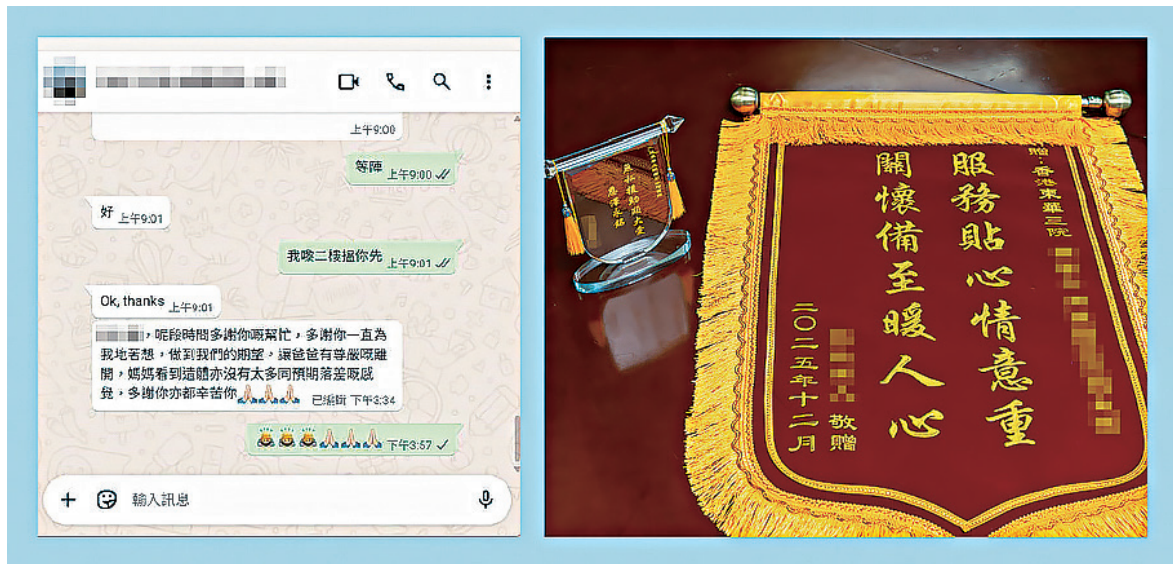 上午9:00
等陣 上午9:00
好 上午9:01
我喺二樓搵你先 上午9:01
Ok, thanks 上午9:01
，呢段時間多謝你嘅幫忙，多謝你一直為
我地著想，做到我們的期望，讓爸爸有尊嚴嘅離
開，媽媽看到這體亦沒有太多同預期落差嘅感
覺，多謝你亦都辛苦你🙏🙏🙏 已編輯 下午3:34
🙇🙇🙇🙏🙏🙏 下午3:57
輸入訊息
贈：香港東華三院
服務貼心情意重
關懷備至暖人心
敬贈
二〇二五年十二月